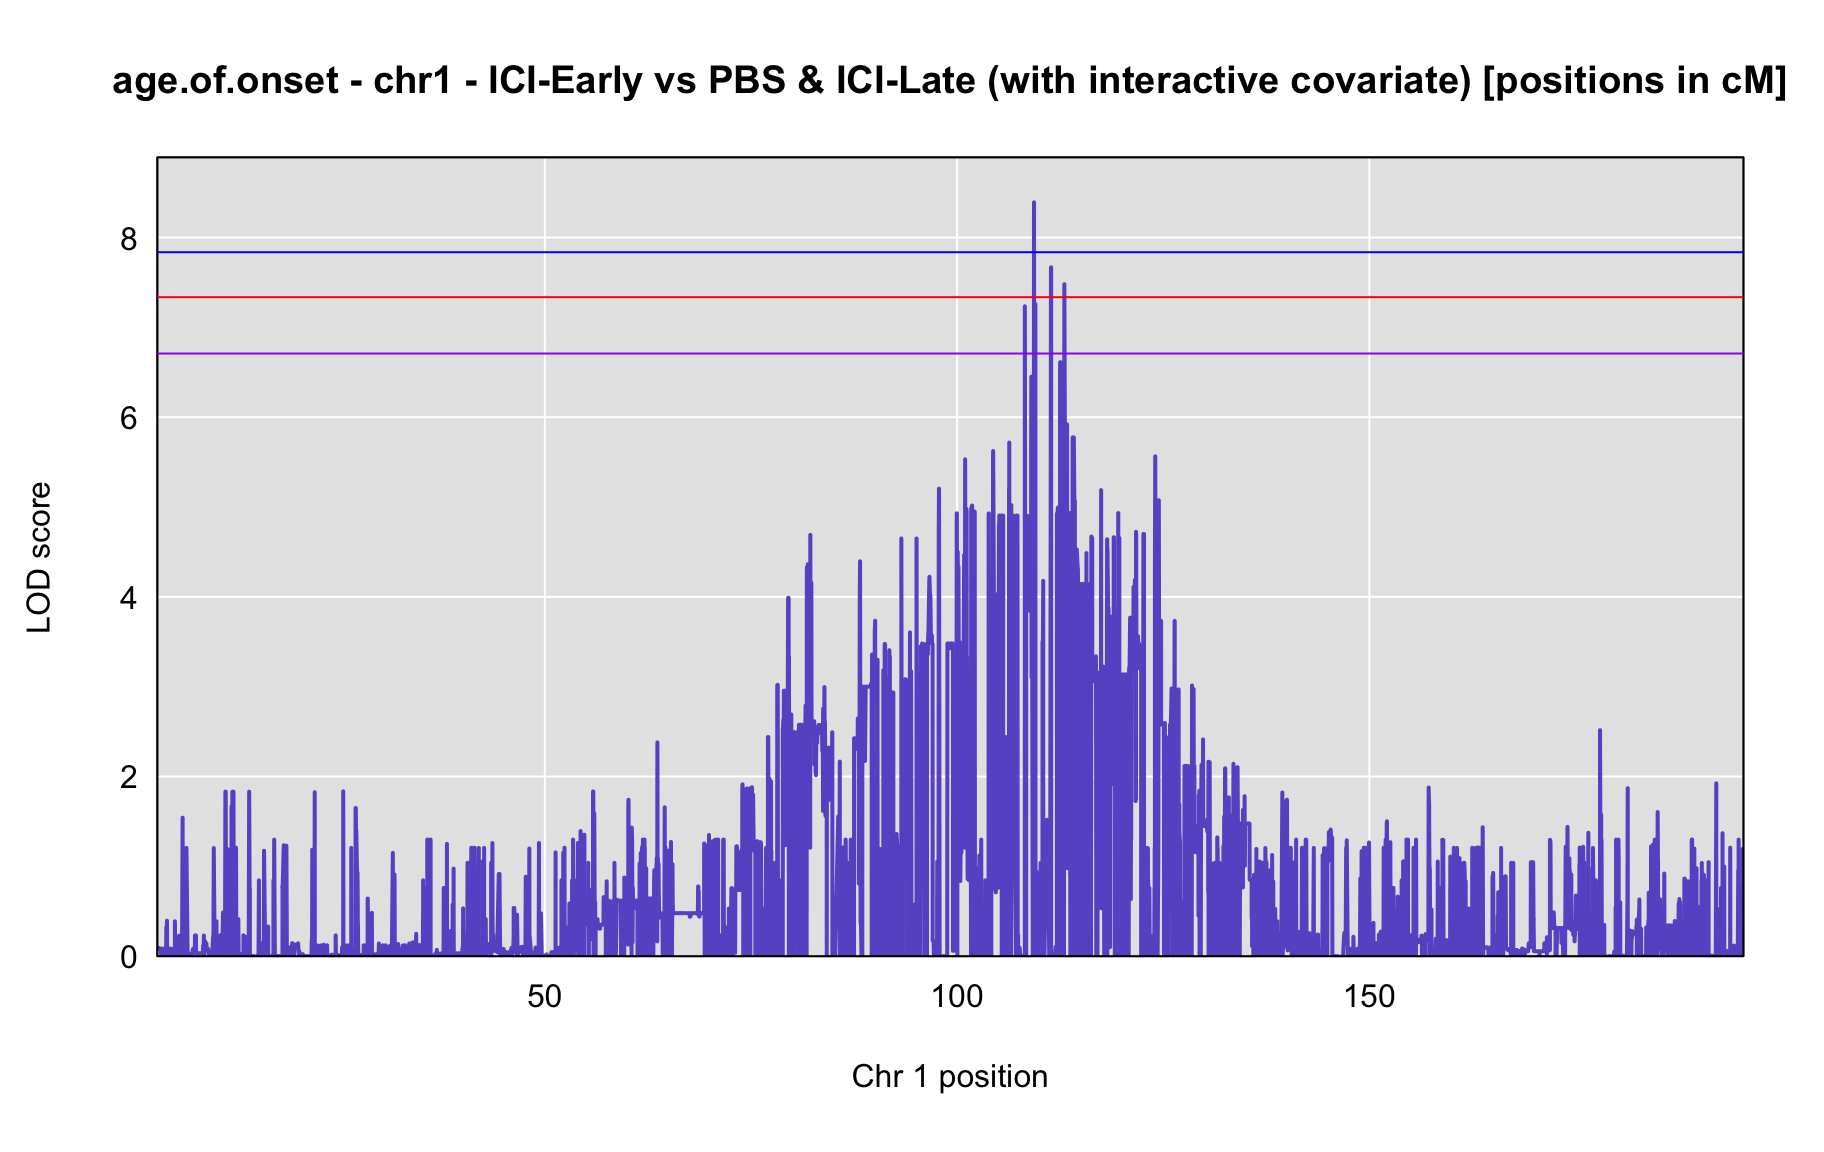 age.of.onset - chr1 - ICI-Early vs PBS & ICI-Late (with interactive covariate) [positions in cM]
8
6
4
2
0
LOD score
50
100
150
Chr 1 position